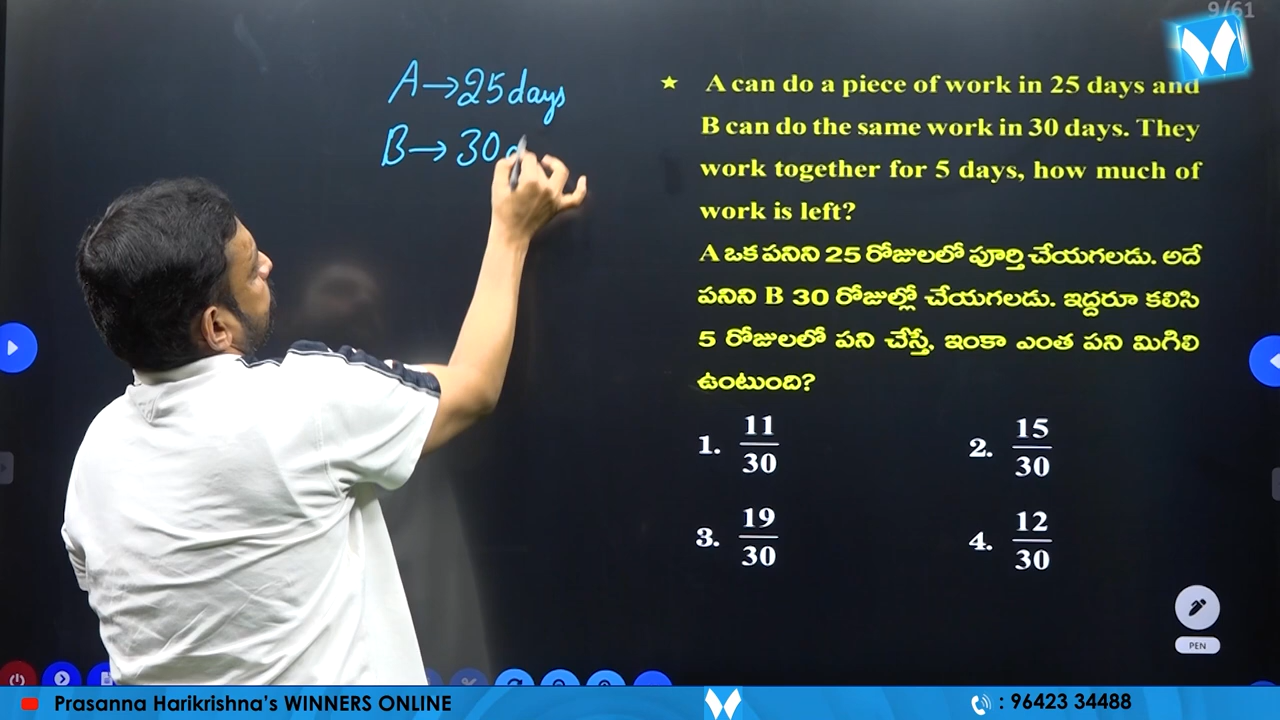 9/61
A→25 days
B→30
★ A can do a piece of work in 25 days and
B can do the same work in 30 days. They
work together for 5 days, how much of
work is left?
A ఒక పనిని 25 రోజులలో పూర్తి చేయగలడు. అదే
పనిని B 30 రోజుల్లో చేయగలడు. ఇద్దరూ కలిసి
5 రోజులలో పని చేస్తే, ఇంకా ఎంత పని మిగిలి
ఉంటుంది?
1. 11/30
2. 15/30
3. 19/30
4. 12/30
PEN
Prasanna Harikrishna's WINNERS ONLINE
: 96423 34488